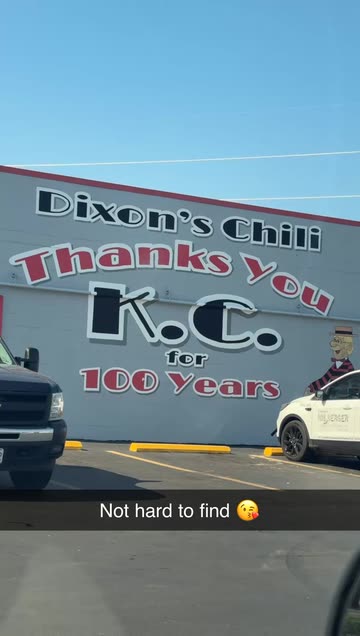 Dixon's Chili
Thanks You
K.C.
for
100 Years
Not hard to find 😘